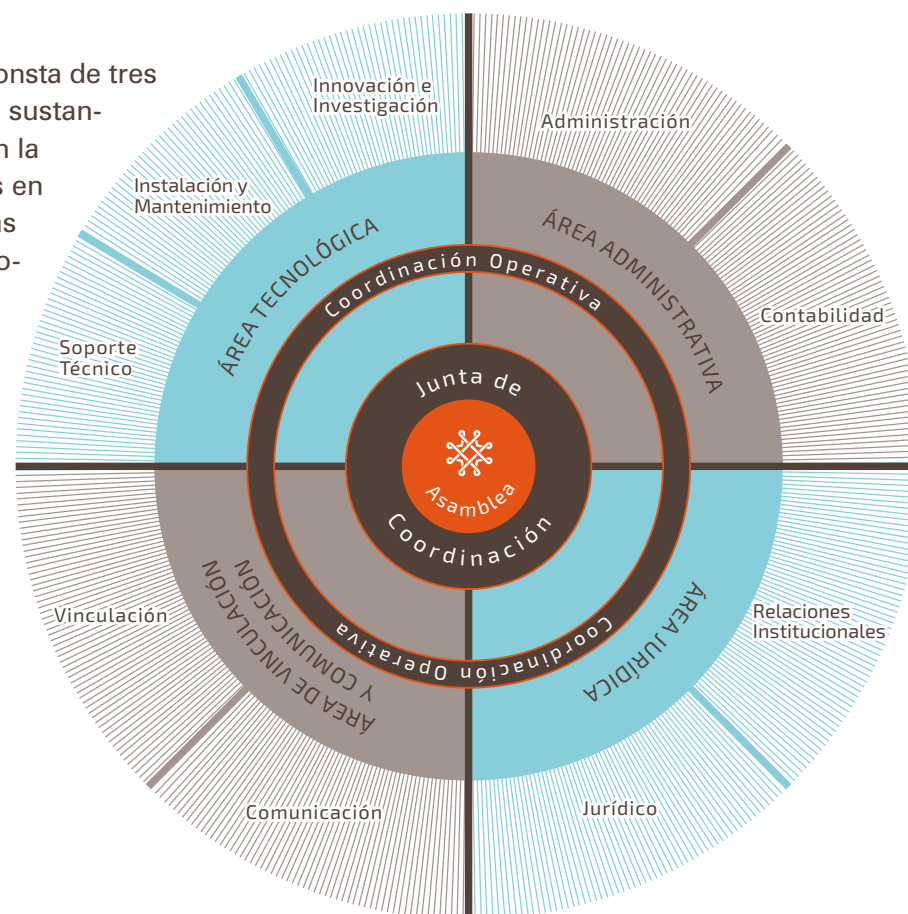 onsta de tres
sustan-
n la
s en
as
o-
Innovación e
Investigación
Administración
Instalación y
Mantenimiento
Contabilidad
Soporte
Técnico
ÁREA TECNOLÓGICA
ÁREA ADMINISTRATIVA
Coordinación Operativa
Junta de
Coordinación
Asamblea
Coordinación Operativa
ÁREA DE VINCULACIÓN
Y COMUNICACIÓN
ÁREA JURÍDICA
Vinculación
Relaciones
Institucionales
Comunicación
Jurídico